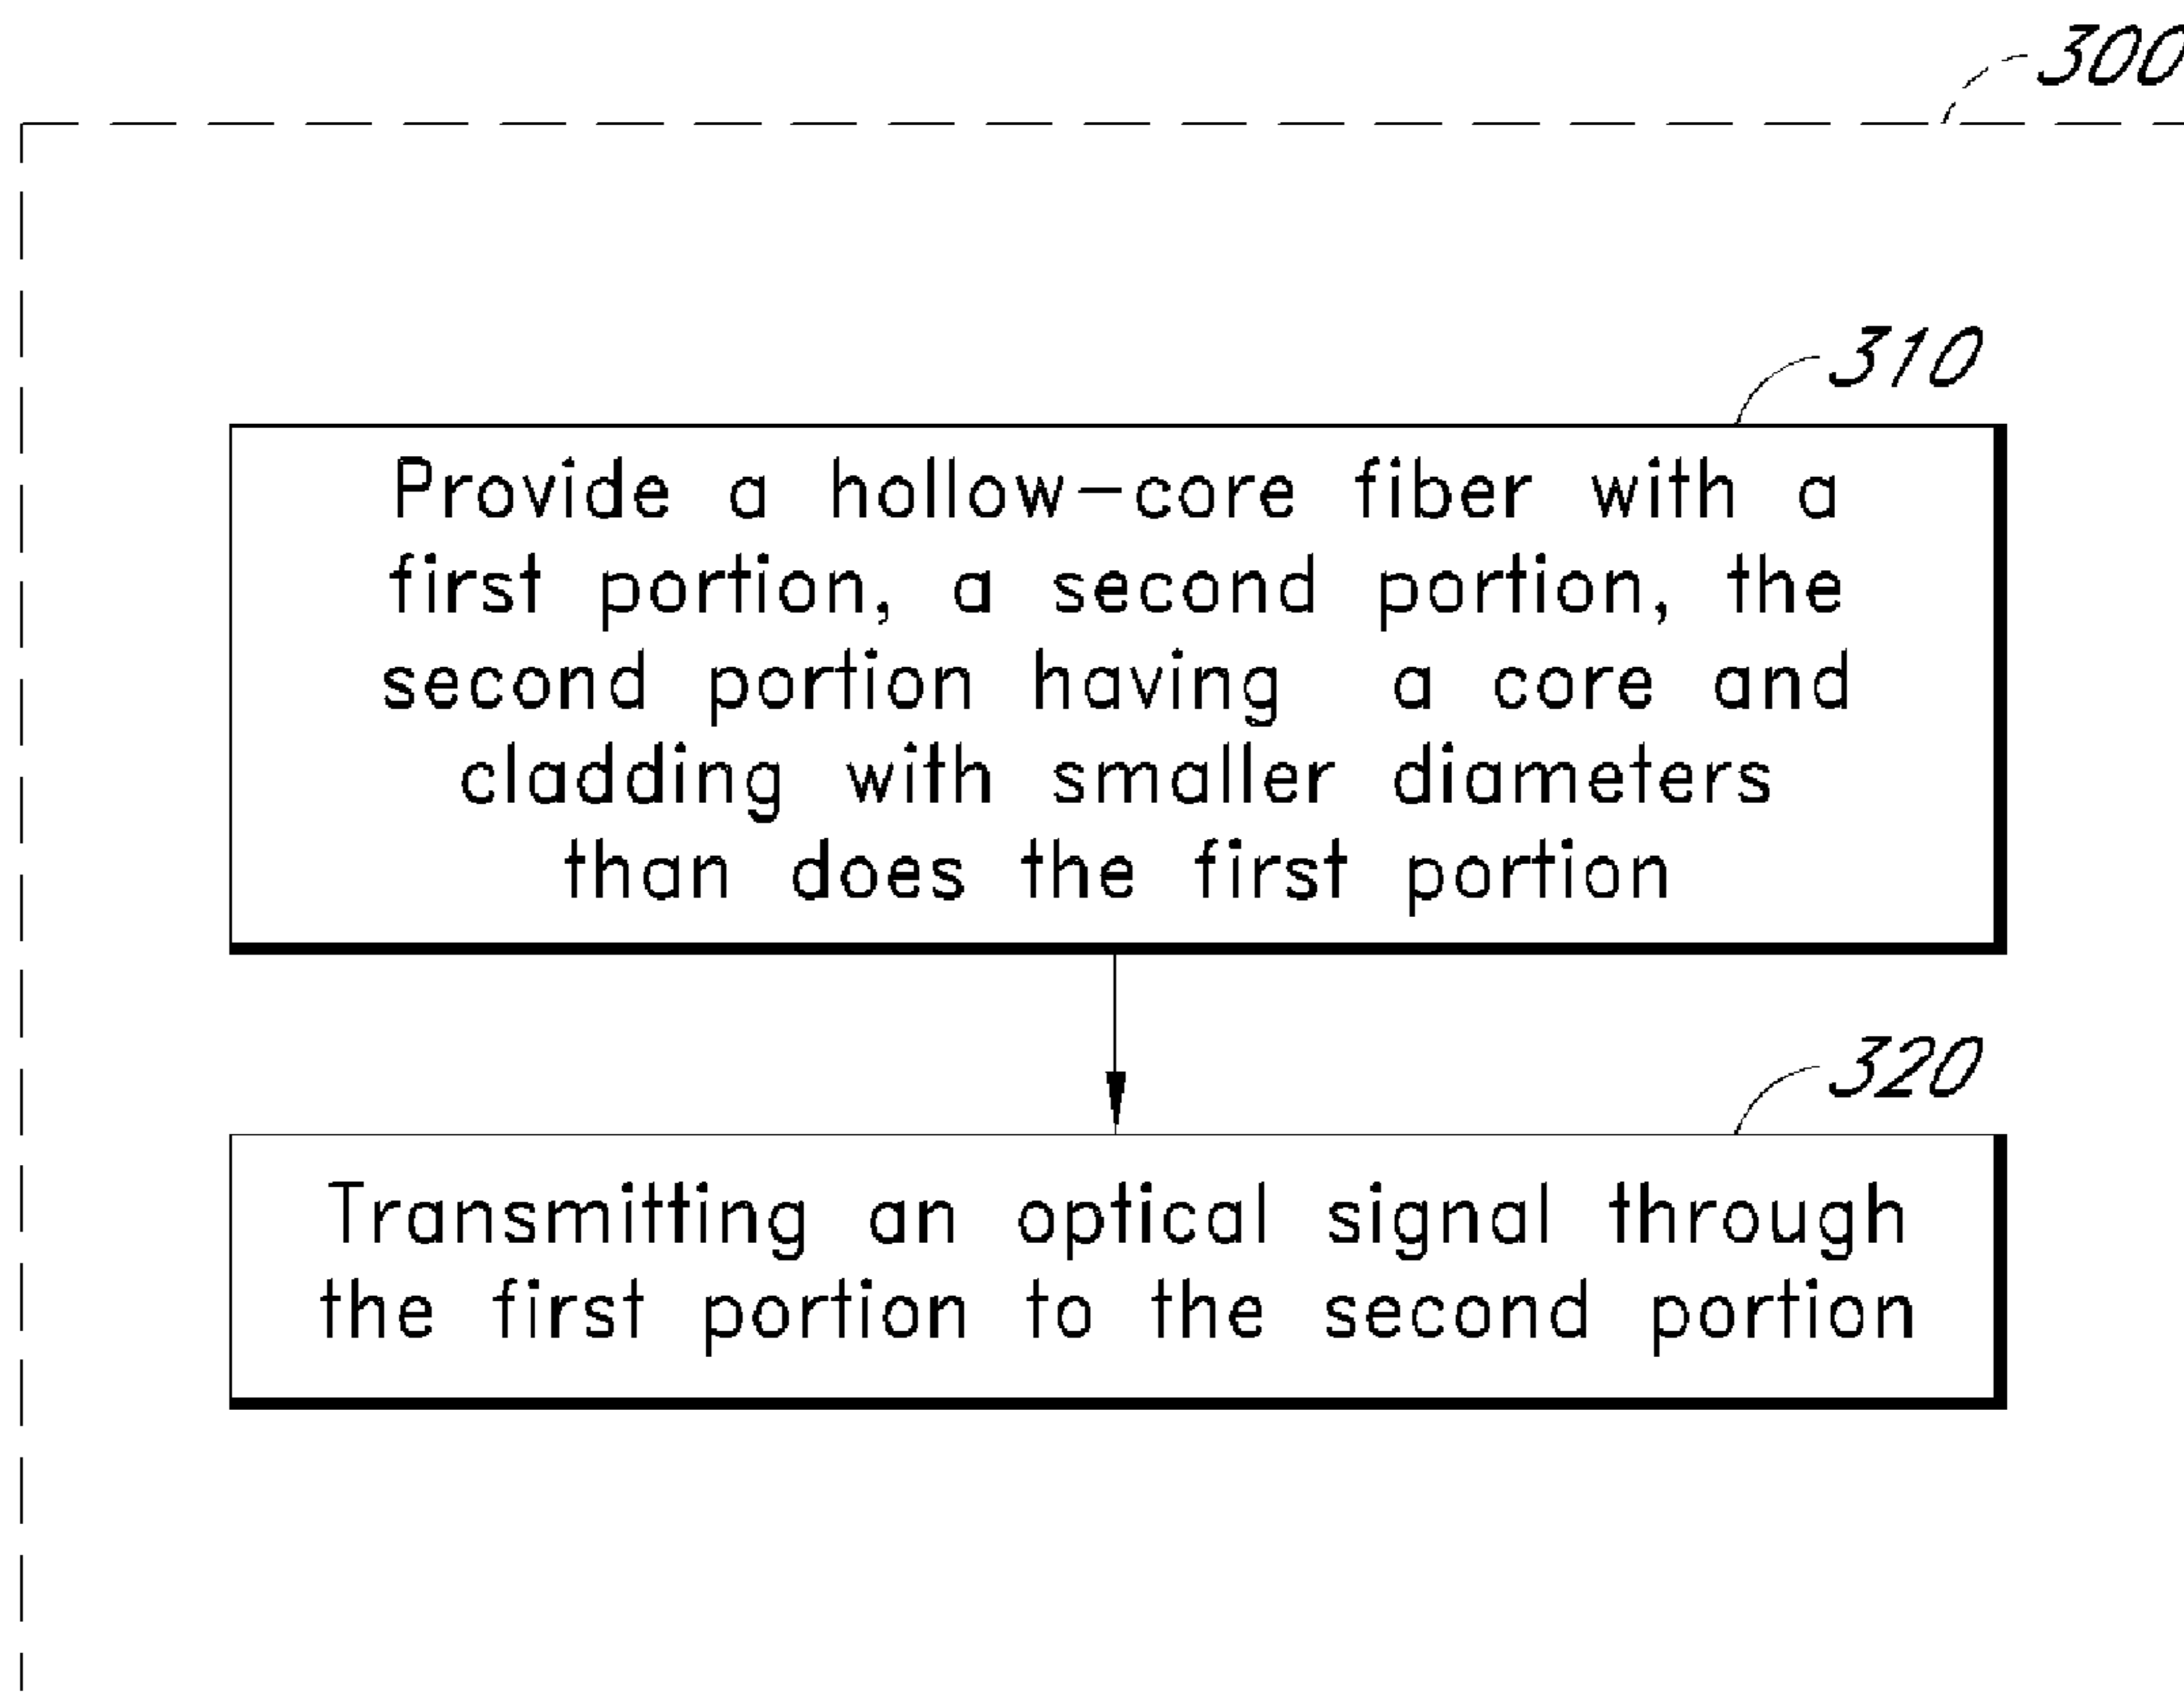 300
310
Provide a hollow-core fiber with a
first portion, a second portion, the
second portion having a core and
cladding with smaller diameters
than does the first portion
320
Transmitting an optical signal through
the first portion to the second portion